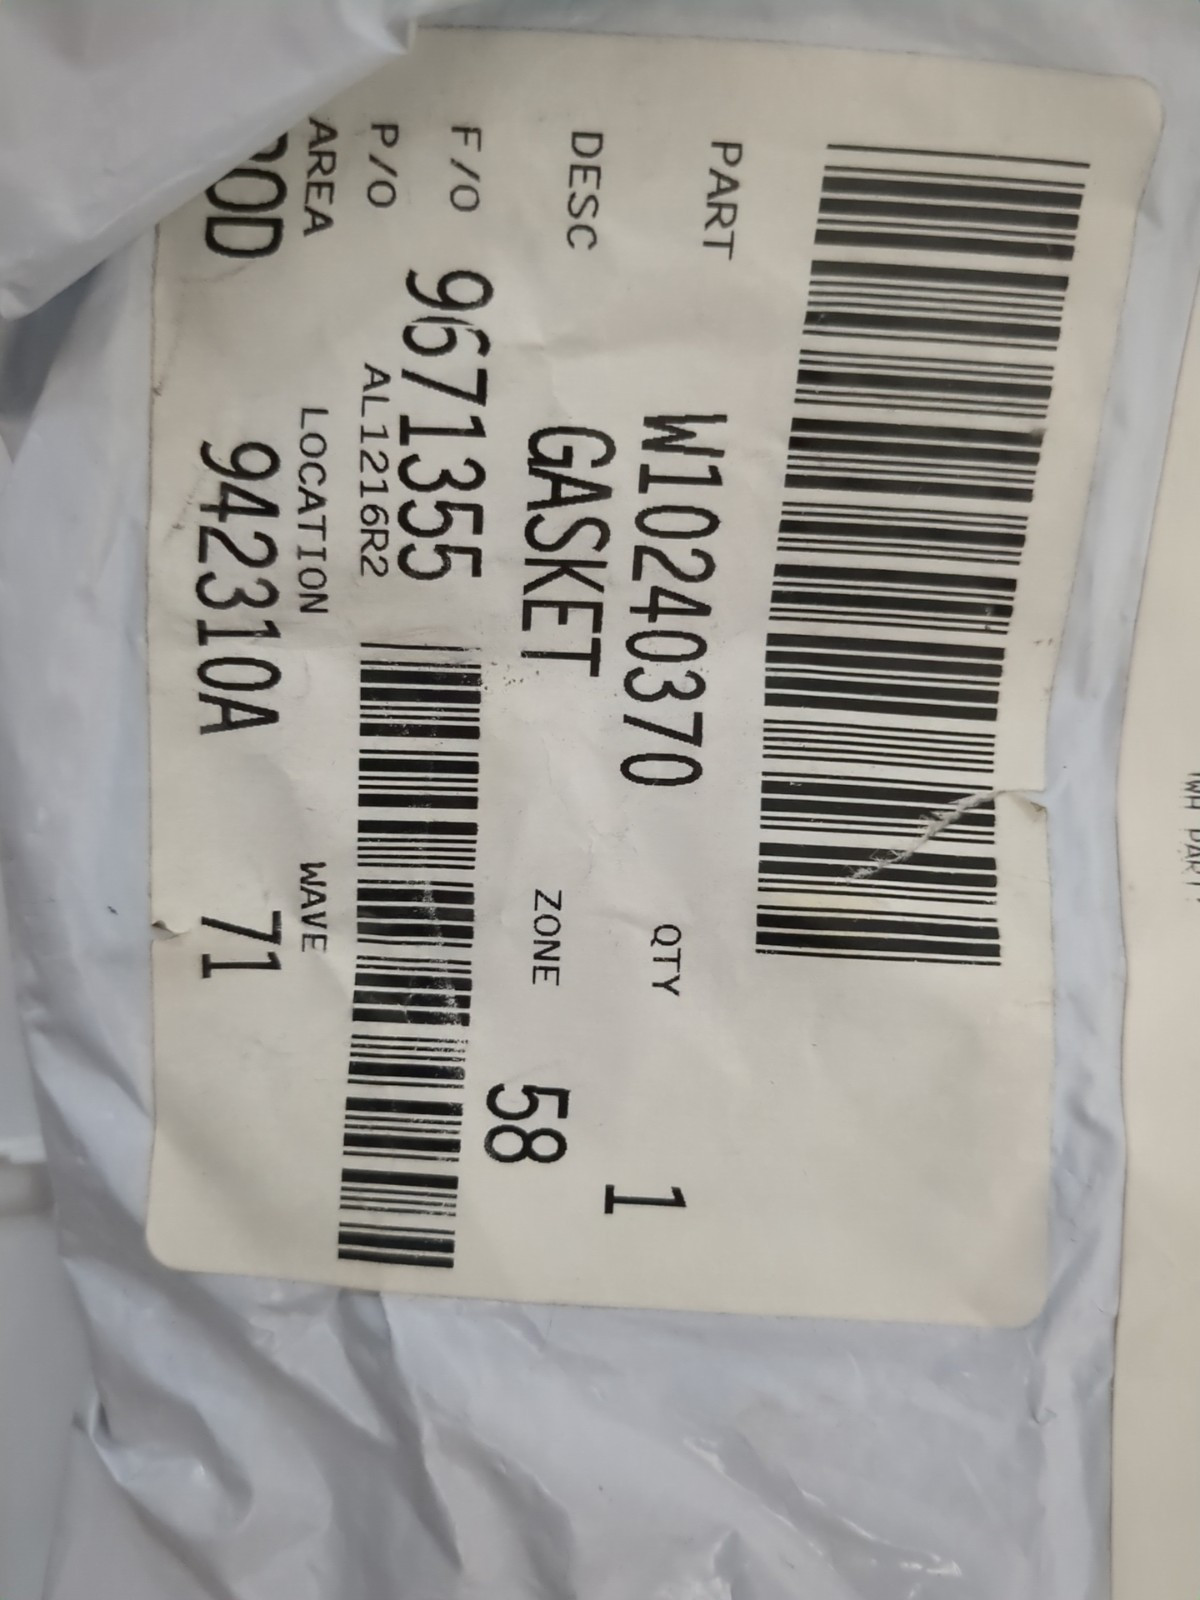 PART W10240370 QTY 1
DESC GASKET ZONE 58
F/O 9671355
P/O AL1216R2
AREA LOCATION WAVE
942310A 71